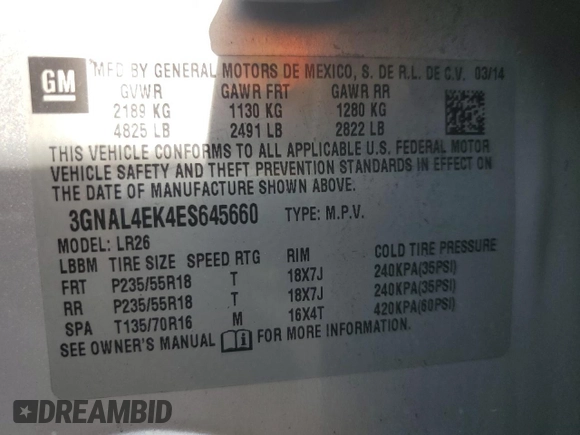 GM
MFD BY GENERAL MOTORS DE MEXICO, S. DE R.L. DE C.V. 03/14
GVWR GAWR FRT GAWR RR
2189 KG 1130 KG 1280 KG
4825 LB 2491 LB 2822 LB
THIS VEHICLE CONFORMS TO ALL APPLICABLE U.S. FEDERAL MOTOR
VEHICLE SAFETY AND THEFT PREVENTION STANDARDS IN EFFECT ON
THE DATE OF MANUFACTURE SHOWN ABOVE.
3GNAL4EK4ES645660 TYPE: M.P.V.
MODEL: LR26
LBBM TIRE SIZE SPEED RTG RIM COLD TIRE PRESSURE
FRT P235/55R18 T 18X7J 240KPA(35PSI)
RR P235/55R18 T 18X7J 240KPA(35PSI)
SPA T135/70R16 M 16X4T 420KPA(60PSI)
SEE OWNER'S MANUAL FOR MORE INFORMATION.
DREAMBID